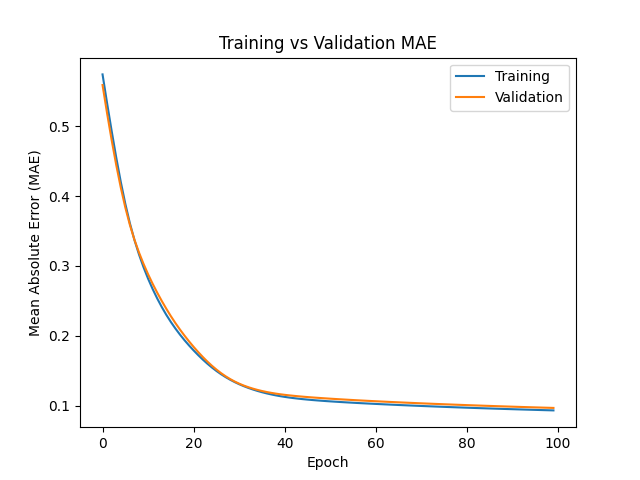 Training vs Validation MAE
Training
Validation
Mean Absolute Error (MAE)
0.5
0.4
0.3
0.2
0.1
0 20 40 60 80 100
Epoch